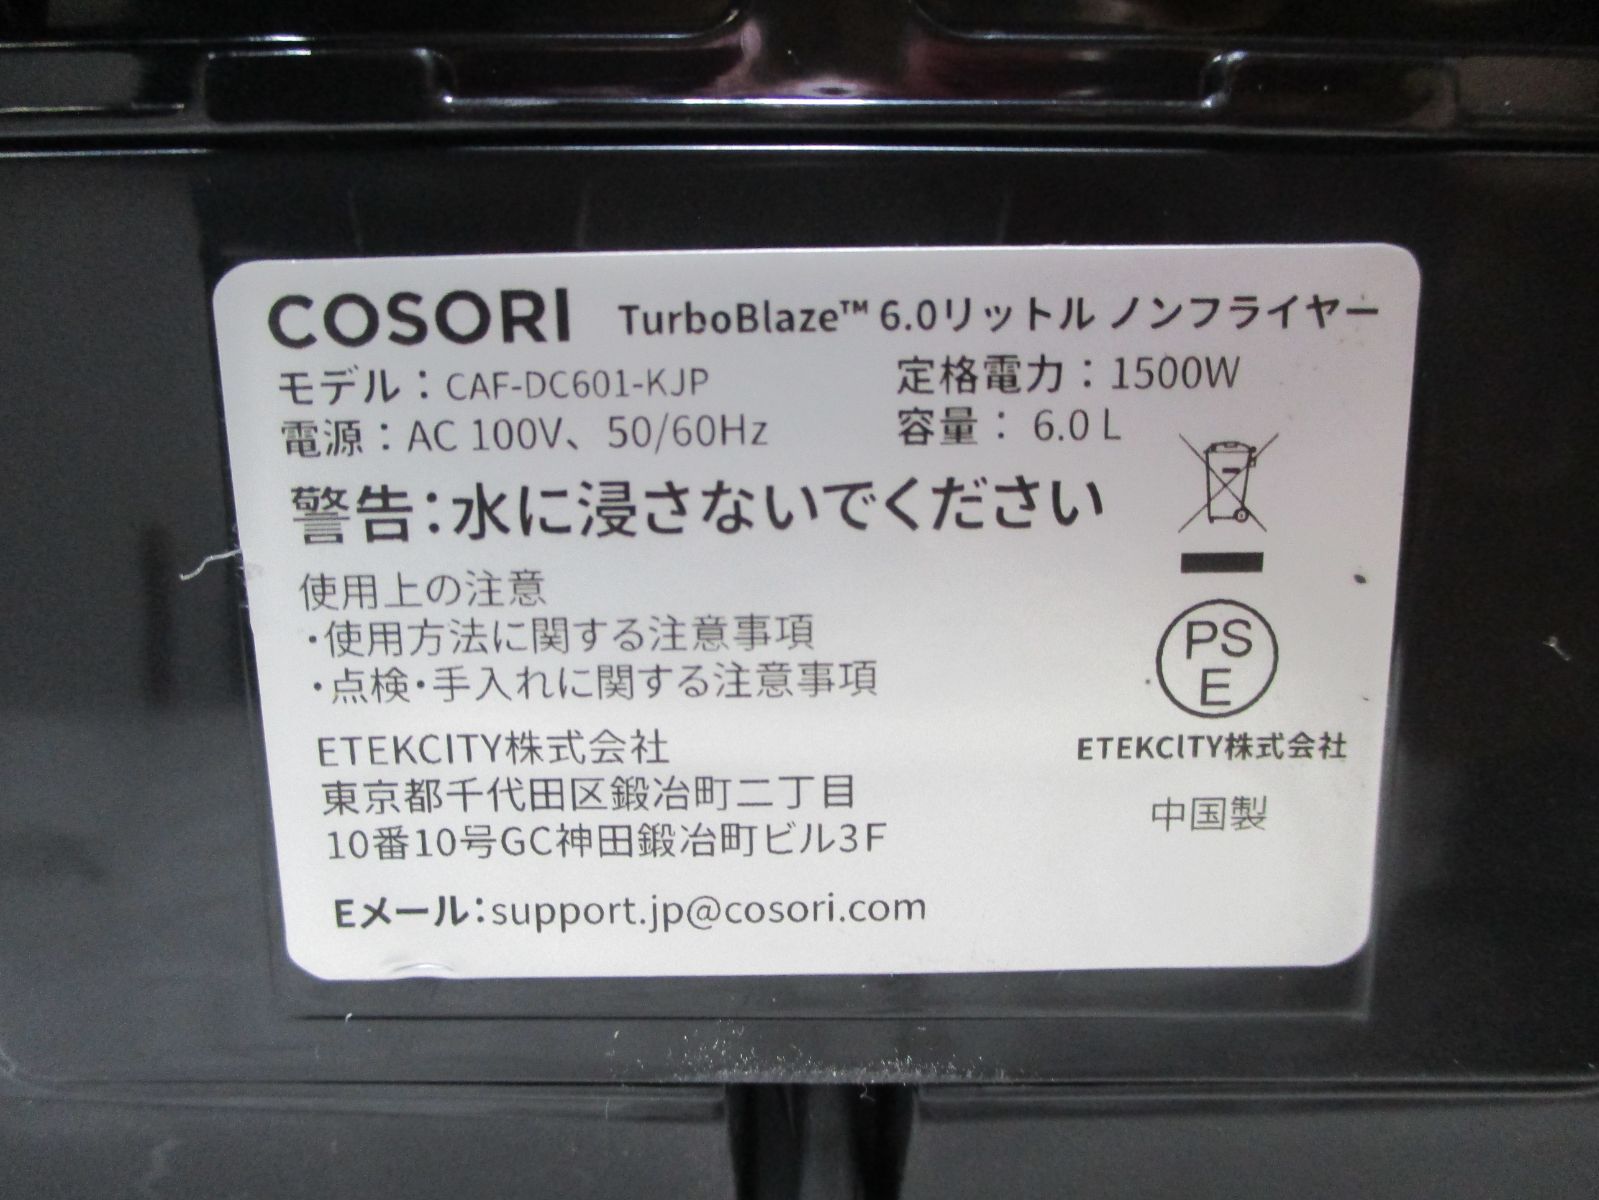 COSORI TurboBlaze™ 6.0リットル ノンフライヤー
モデル：CAF-DC601-KJP 定格電力：1500W
電源：AC 100V、50/60Hz 容量：6.0 L
警告：水に浸さないでください
使用上の注意
・使用方法に関する注意事項
・点検・手入れに関する注意事項
PS
E
ETEKCITY株式会社
東京都千代田区鍛冶町二丁目
10番10号GC神田鍛冶町ビル3F
ETEKCITY株式会社
中国製
Eメール：support.jp@cosori.com